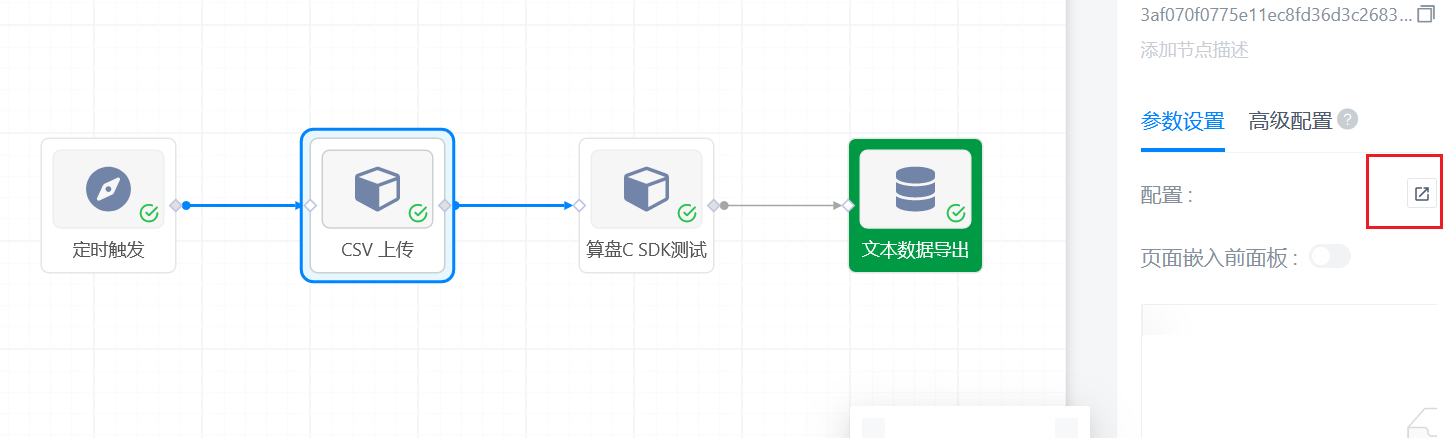 3af070f0775e11ec8fd36d3c2683...
添加节点描述
参数设置 高级配置 ?
配置 :
页面嵌入前面板 :
定时触发
CSV 上传
算盘C SDK测试
文本数据导出